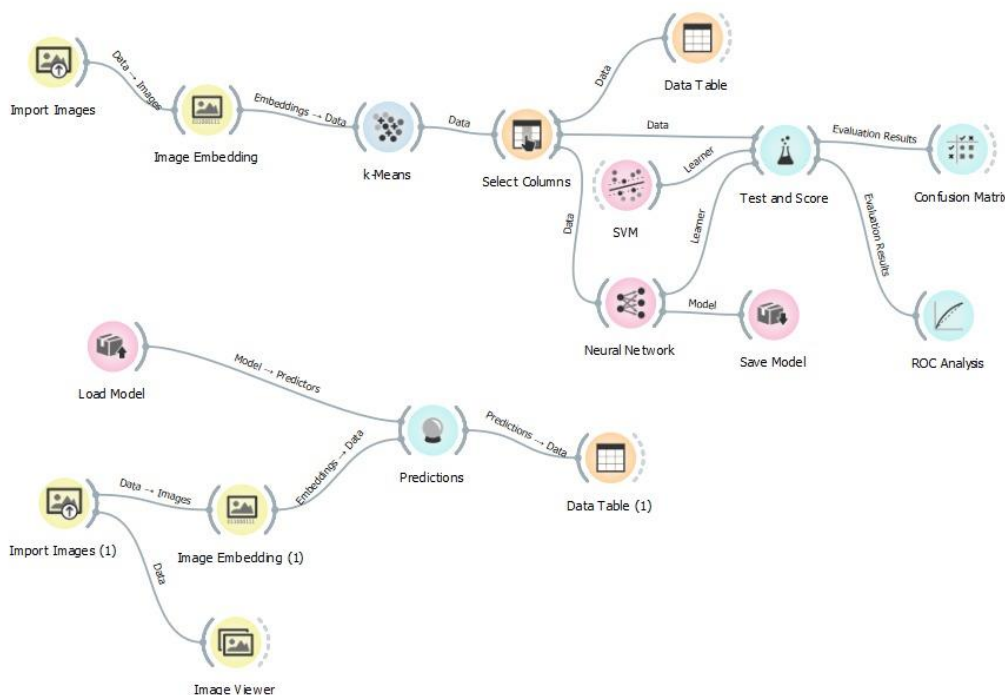 Import Images
Data → Images
Image Embedding
Embeddings → Data
k-Means
Data
Select Columns
Data
Data Table
Data
Data
SVM
Learner
Learner
Test and Score
Evaluation Results
Confusion Matrix
Evaluation Results
ROC Analysis
Neural Network
Model
Save Model
Load Model
Model → Predictors
Predictions
Predictions → Data
Data Table (1)
Import Images (1)
Data → Images
Image Embedding (1)
Embeddings → Data
Data
Image Viewer